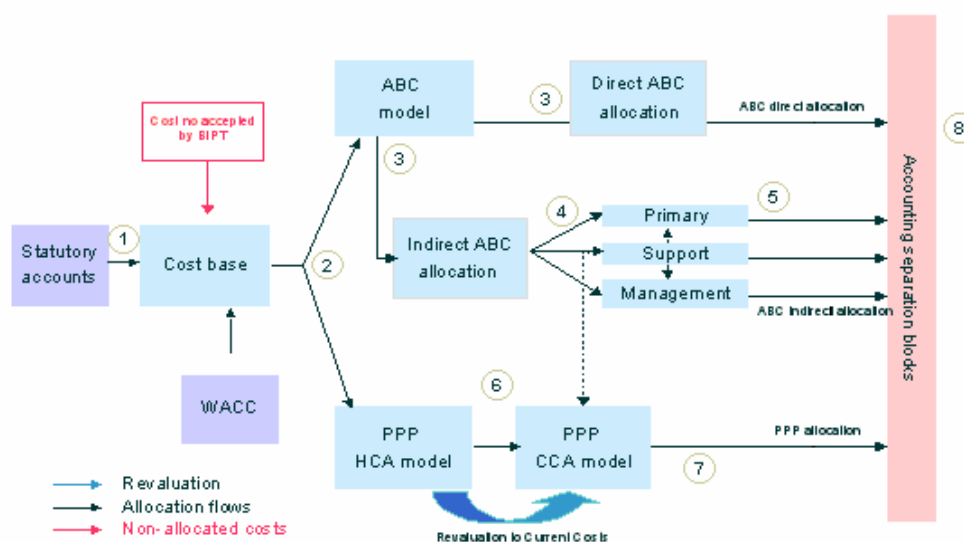 Cost no accepted
by BIPT
ABC
model
3
Direct ABC
allocation
ABC direct allocation
8
3
Statutory
accounts
1
Cost base
2
Indirect ABC
allocation
4
Primary
5
Support
Management
ABC Indirect allocation
Accounting separation blocks
WACC
6
PPP
HCA model
PPP
CCA model
PPP allocation
7
Revaluation
Allocation flows
Non-allocated costs
Revaluation to Current Costs